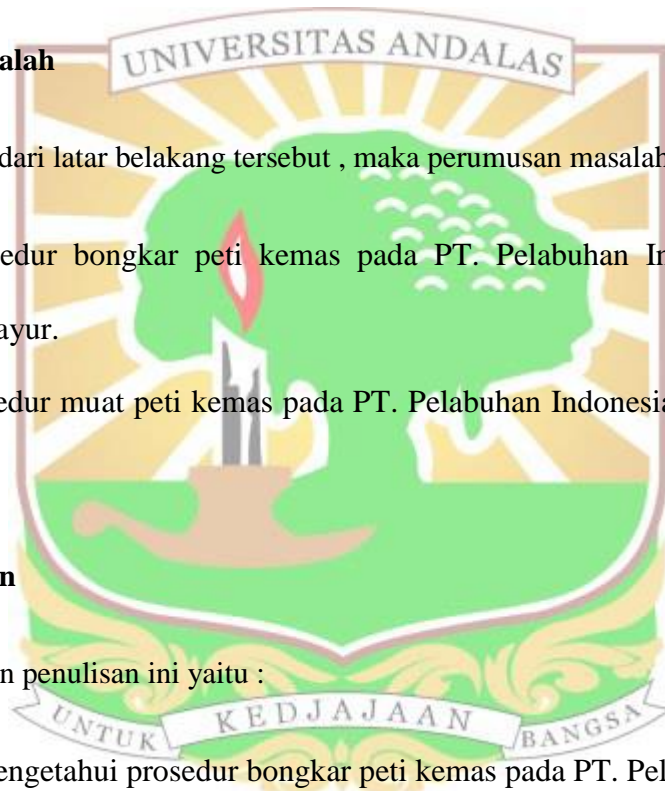 UNIVERSITAS ANDALAS
alah
dari latar belakang tersebut , maka perumusan masalah
edur bongkar peti kemas pada PT. Pelabuhan In
ayur.
edur muat peti kemas pada PT. Pelabuhan Indonesia
n
n penulisan ini yaitu :
UNTUK KEDJAJAAN BANGSA
engetahui prosedur bongkar peti kemas pada PT. Pel